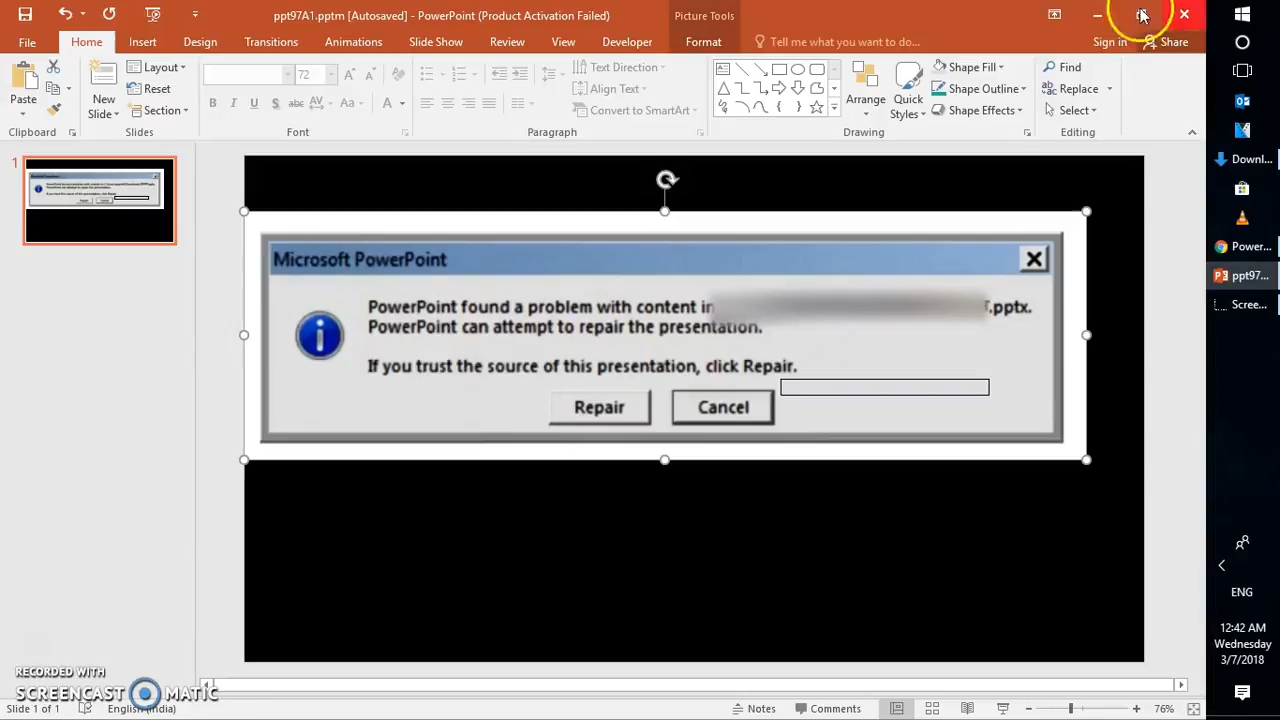 ppt97A1.pptm [Autosaved] - PowerPoint (Product Activation Failed)
Picture Tools
File
Home
Insert
Design
Transitions
Animations
Slide Show
Review
View
Developer
Format
Tell me what you want to do...
Sign in
Share
Paste
Clipboard
New
Slide
Layout
Reset
Section
Slides
72
B I U S abc AV Aa A
Font
Text Direction
Align Text
Convert to SmartArt
Paragraph
Arrange
Quick
Styles
Shape Fill
Shape Outline
Shape Effects
Drawing
Find
Replace
Select
Editing
1
Microsoft PowerPoint
PowerPoint found a problem with content in .pptx.
PowerPoint can attempt to repair the presentation.
If you trust the source of this presentation, click Repair.
Repair
Cancel
RECORDED WITH
SCREENCAST MATIC
Slide 1 of 1
English (India)
Notes
Comments
76%
Downl...
Power...
ppt97...
Scree...
ENG
12:42 AM
Wednesday
3/7/2018